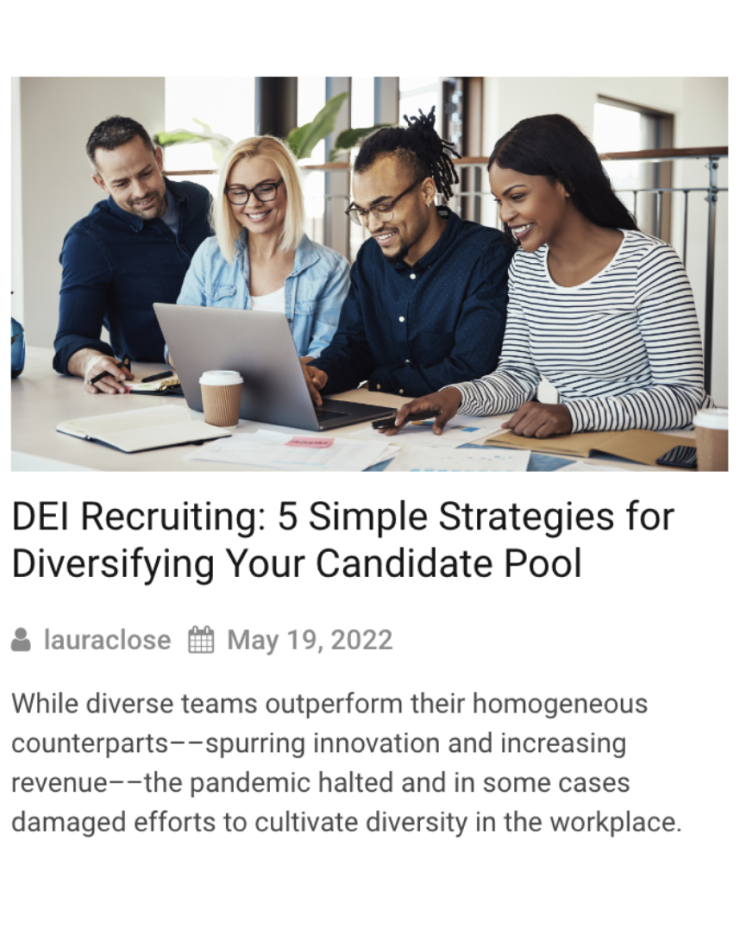 DEI Recruiting: 5 Simple Strategies for
Diversifying Your Candidate Pool
lauraclose May 19, 2022
While diverse teams outperform their homogeneous
counterparts––spurring innovation and increasing
revenue––the pandemic halted and in some cases
damaged efforts to cultivate diversity in the workplace.